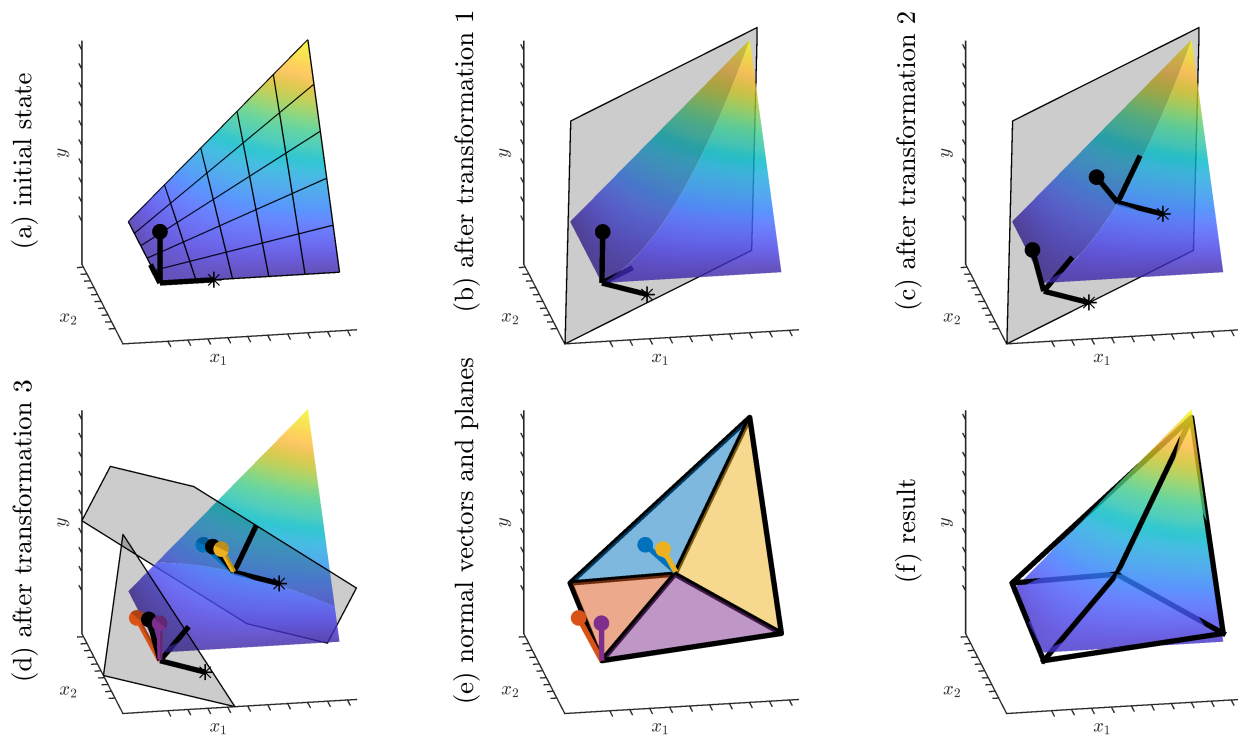 (a) initial state
y
x₂
x₁
(b) after transformation 1
y
x₂
x₁
(c) after transformation 2
y
x₂
x₁
(d) after transformation 3
y
x₂
x₁
(e) normal vectors and planes
y
x₂
x₁
(f) result
y
x₂
x₁